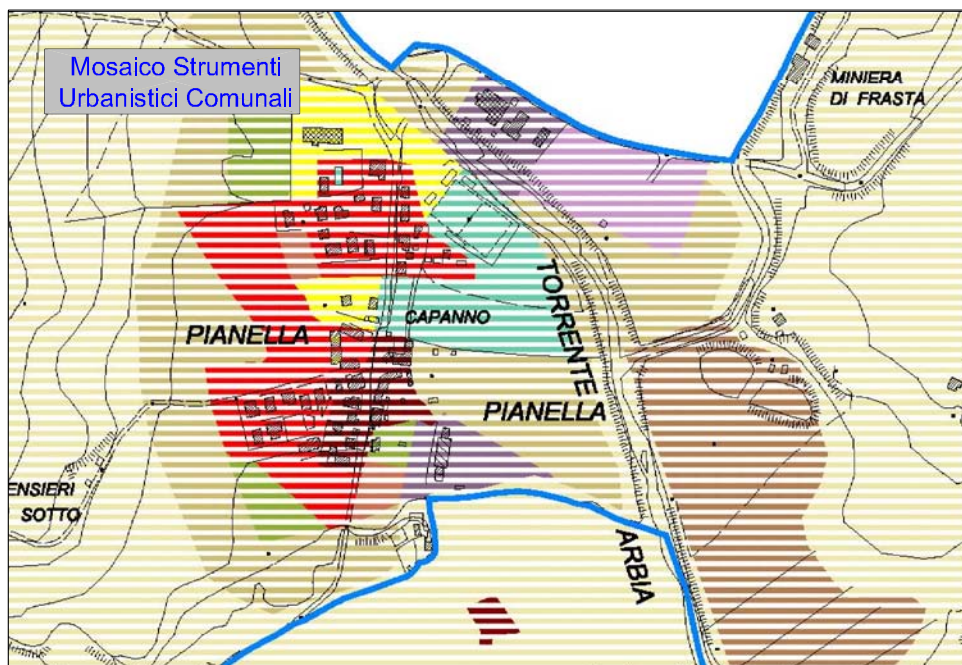 Mosaico Strumenti
Urbanistici Comunali
MINIERA
DI FRASTA
TORRENTE
CAPANNO
PIANELLA
PIANELLA
ENSIERI
SOTTO
ARBIA